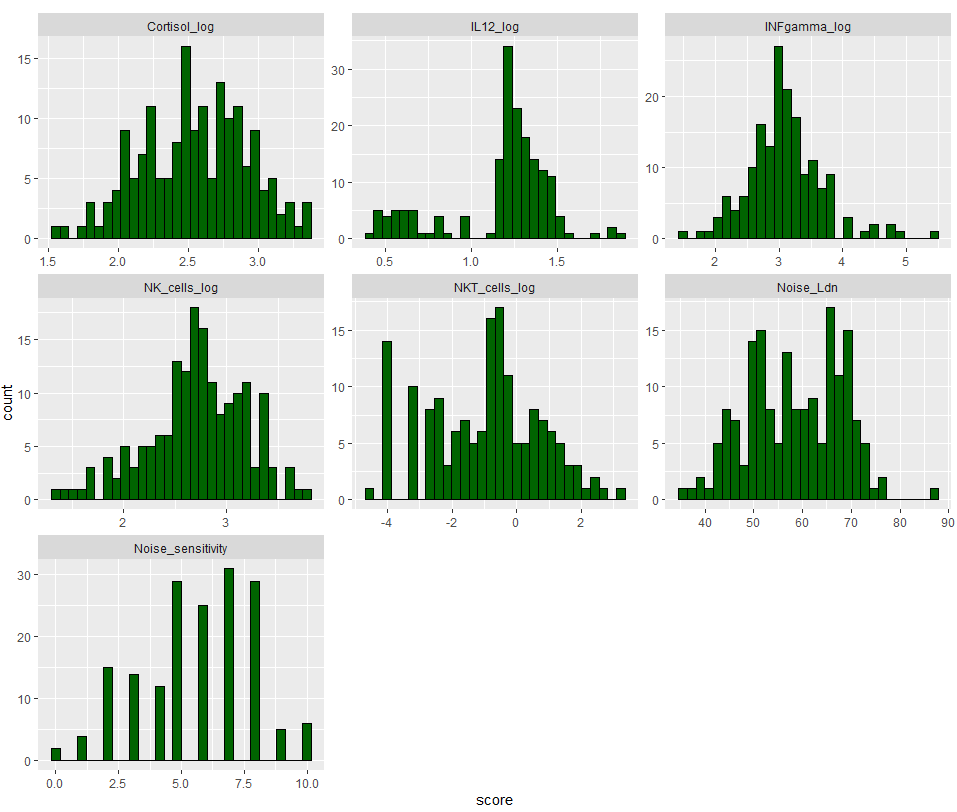 Cortisol_log IL12_log INFgamma_log
15 10 5 0
30 20 10 0
20 10 0
1.5 2.0 2.5 3.0
0.5 1.0 1.5
2 3 4 5
NK_cells_log NKT_cells_log Noise_Ldn
15 10 5 0
15 10 5 0
15 10 5 0
2 3
-4 -2 0 2
40 50 60 70 80 90
count
Noise_sensitivity
30 20 10 0
0.0 2.5 5.0 7.5 10.0
score